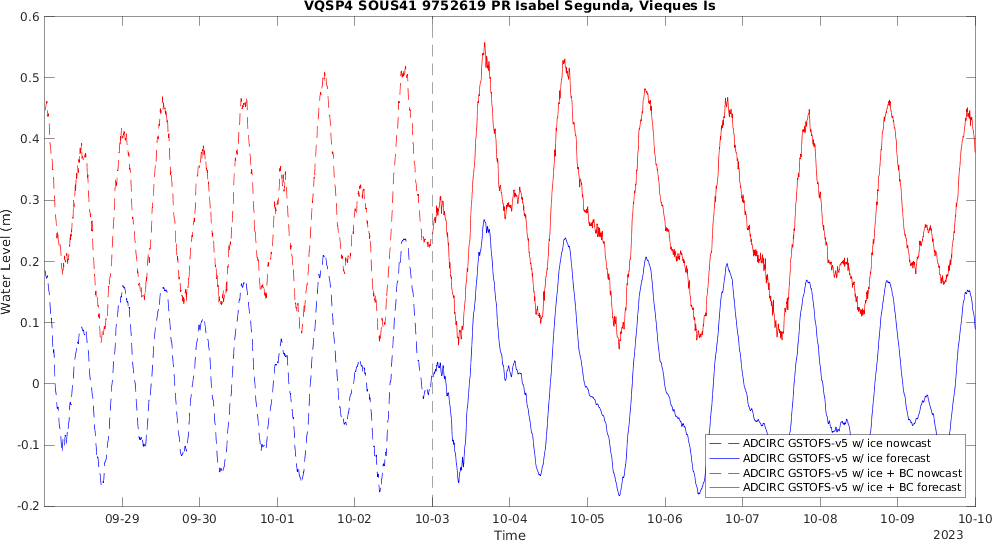 VQSP4 SOUS41 9752619 PR Isabel Segunda, Vieques Is
0.6
0.5
0.4
0.3
0.2
0.1
0
-0.1
-0.2
Water Level (m)
ADCIRC GSTOFS-v5 w/ ice nowcast
ADCIRC GSTOFS-v5 w/ ice forecast
ADCIRC GSTOFS-v5 w/ ice + BC nowcast
ADCIRC GSTOFS-v5 w/ ice + BC forecast
09-29 09-30 10-01 10-02 10-03 10-04 10-05 10-06 10-07 10-08 10-09 10-10
Time
2023